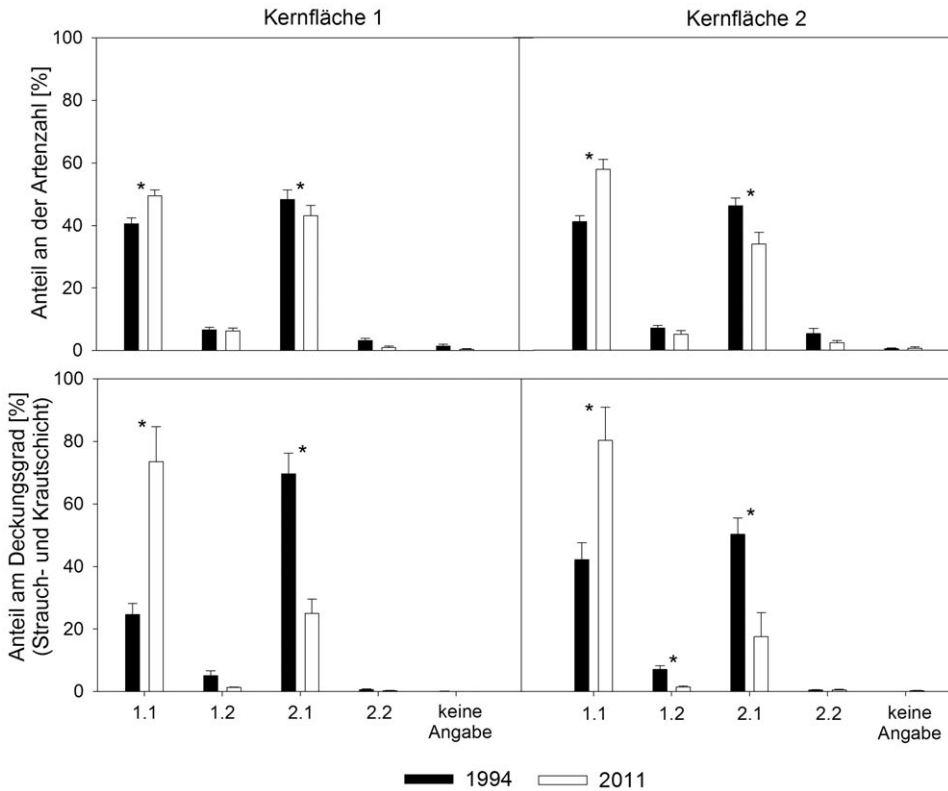 Kernfläche 1
Kernfläche 2
Anteil an der Artenzahl [%]
100
80
60
40
20
0
* * * *
Anteil am Deckungsgrad [%]
(Strauch- und Krautschicht)
100
80
60
40
20
0
* * * * *
1.1 1.2 2.1 2.2 keine
Angabe
1.1 1.2 2.1 2.2 keine
Angabe
1994 2011